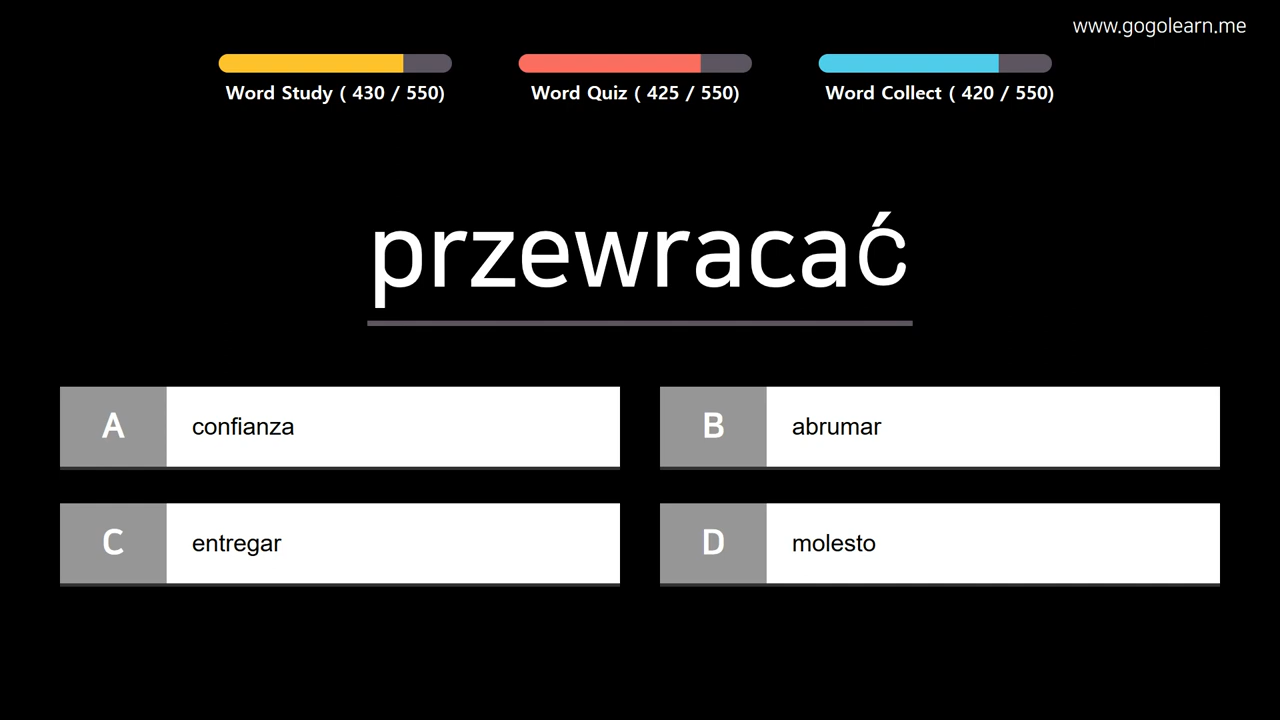 www.gogolearn.me
Word Study ( 430 / 550)
Word Quiz ( 425 / 550)
Word Collect ( 420 / 550)
przewracać
A confianza
B abrumar
C entregar
D molesto